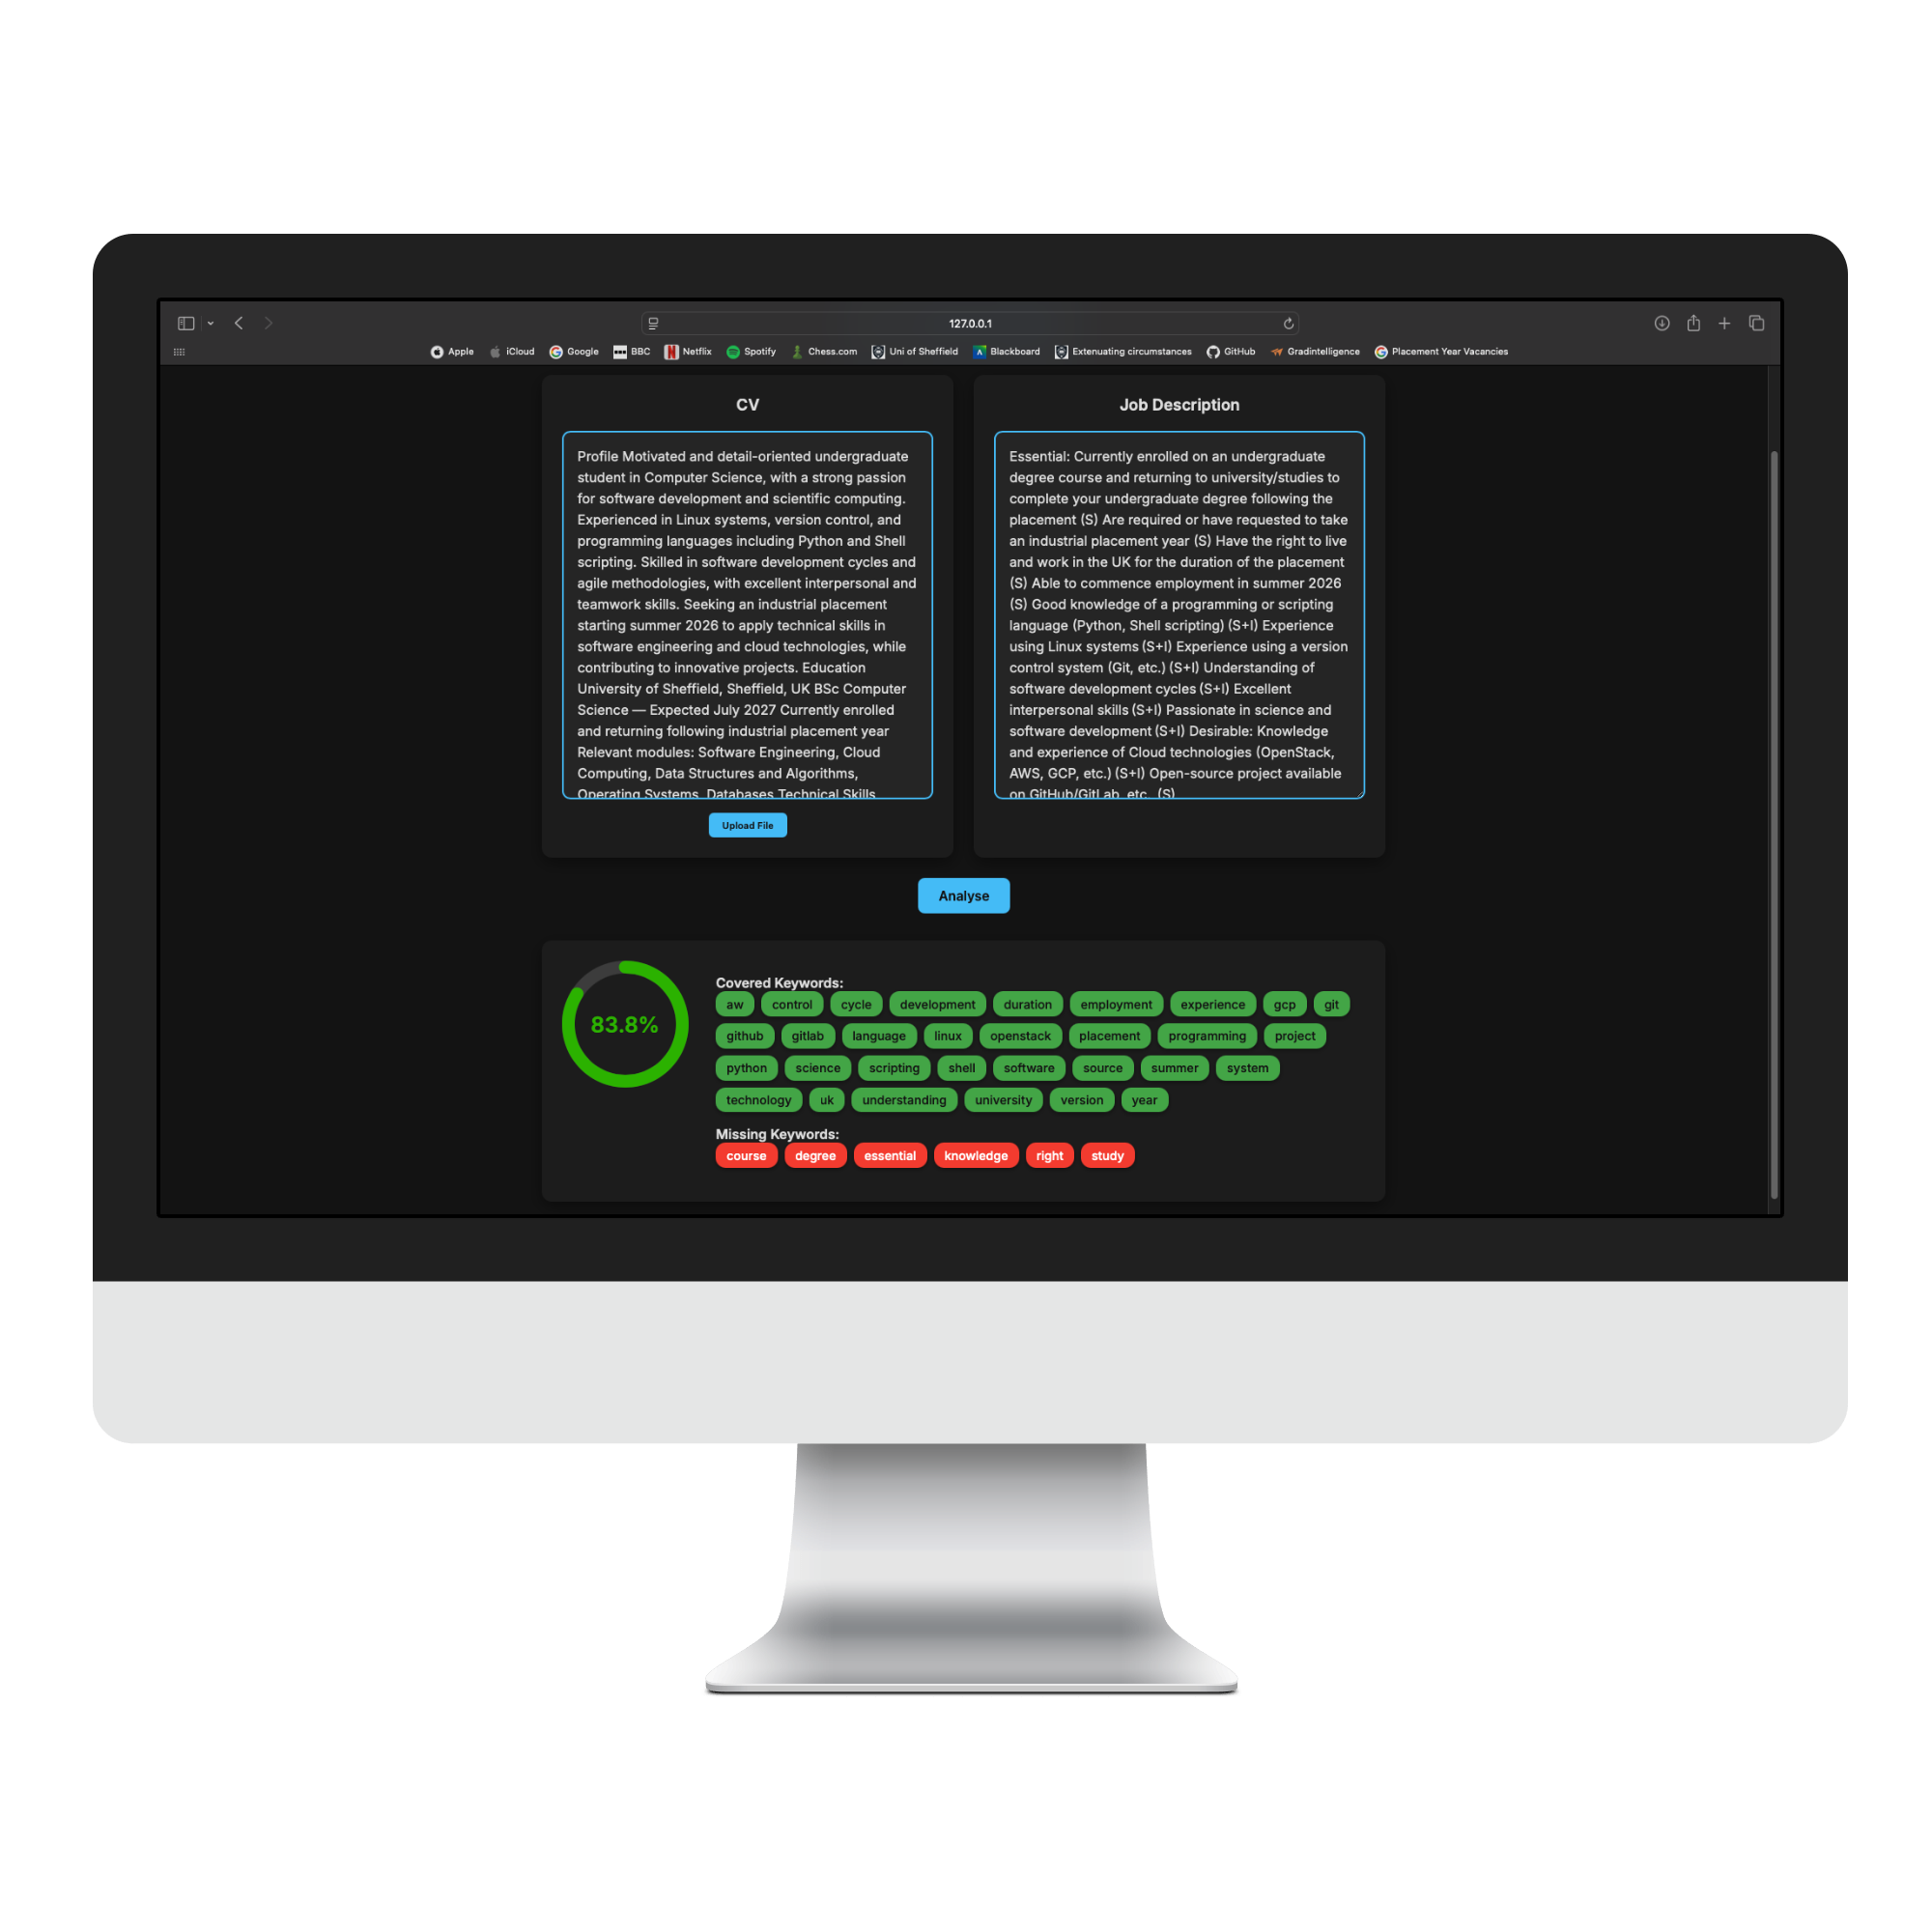 127.0.0.1
Apple iCloud Google BBC Netflix Spotify Chess.com Uni of Sheffield Blackboard Extenuating circumstances GitHub Gradintelligence Placement Year Vacancies
CV
Profile Motivated and detail-oriented undergraduate
student in Computer Science, with a strong passion
for software development and scientific computing.
Experienced in Linux systems, version control, and
programming languages including Python and Shell
scripting. Skilled in software development cycles and
agile methodologies, with excellent interpersonal and
teamwork skills. Seeking an industrial placement
starting summer 2026 to apply technical skills in
software engineering and cloud technologies, while
contributing to innovative projects. Education
University of Sheffield, Sheffield, UK BSc Computer
Science — Expected July 2027 Currently enrolled
and returning following industrial placement year
Relevant modules: Software Engineering, Cloud
Computing, Data Structures and Algorithms,
Operating Systems, Databases Technical Skills
Upload File
Job Description
Essential: Currently enrolled on an undergraduate
degree course and returning to university/studies to
complete your undergraduate degree following the
placement (S) Are required or have requested to take
an industrial placement year (S) Have the right to live
and work in the UK for the duration of the placement
(S) Able to commence employment in summer 2026
(S) Good knowledge of a programming or scripting
language (Python, Shell scripting) (S+I) Experience
using Linux systems (S+I) Experience using a version
control system (Git, etc.) (S+I) Understanding of
software development cycles (S+I) Excellent
interpersonal skills (S+I) Passionate in science and
software development (S+I) Desirable: Knowledge
and experience of Cloud technologies (OpenStack,
AWS, GCP, etc.) (S+I) Open-source project available
on GitHub/GitLab, etc. (S)
Analyse
83.8%
Covered Keywords:
aw control cycle development duration employment experience gcp git
github gitlab language linux openstack placement programming project
python science scripting shell software source summer system
technology uk understanding university version year
Missing Keywords:
course degree essential knowledge right study